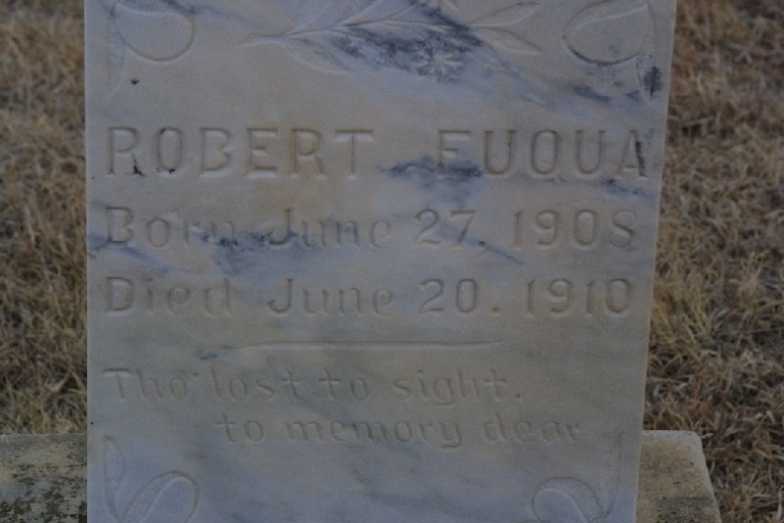 ROBERT FUQUA
Born June 27, 1908
Died June 20. 1910
Tho' lost to sight,
to memory dear